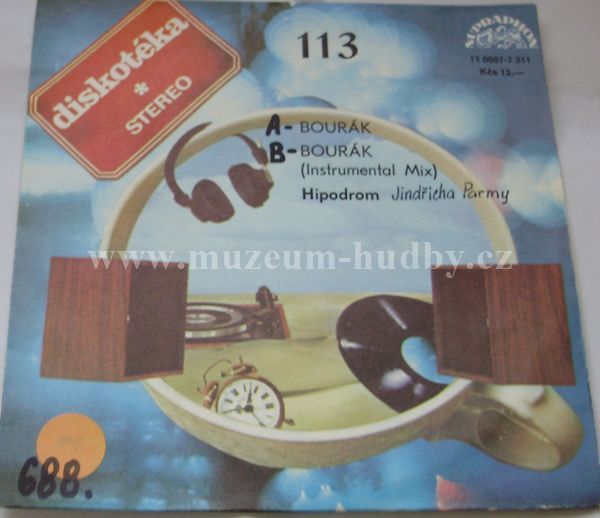 diskotéka
*
STEREO
113
SUPRAPHON
11 0507-7 311
Kčs 12,—
A - BOURÁK
B - BOURÁK
(Instrumental Mix)
Hipodrom Jindřicha Parmy
www.muzeum-hudby.cz
688.